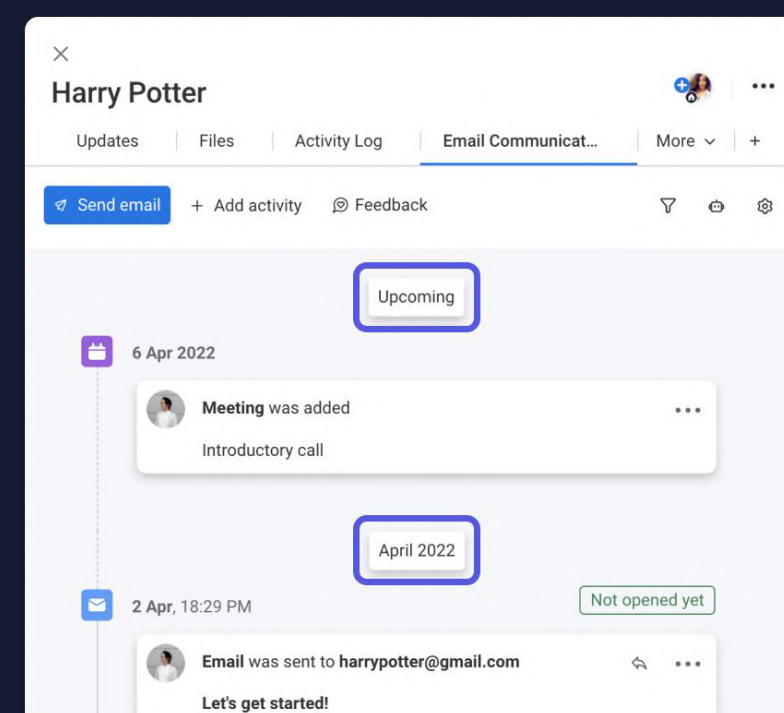 Harry Potter
Updates Files Activity Log Email Communicat... More +
Send email + Add activity Feedback
Upcoming
6 Apr 2022
Meeting was added
Introductory call
April 2022
2 Apr, 18:29 PM Not opened yet
Email was sent to harrypotter@gmail.com
Let's get started!